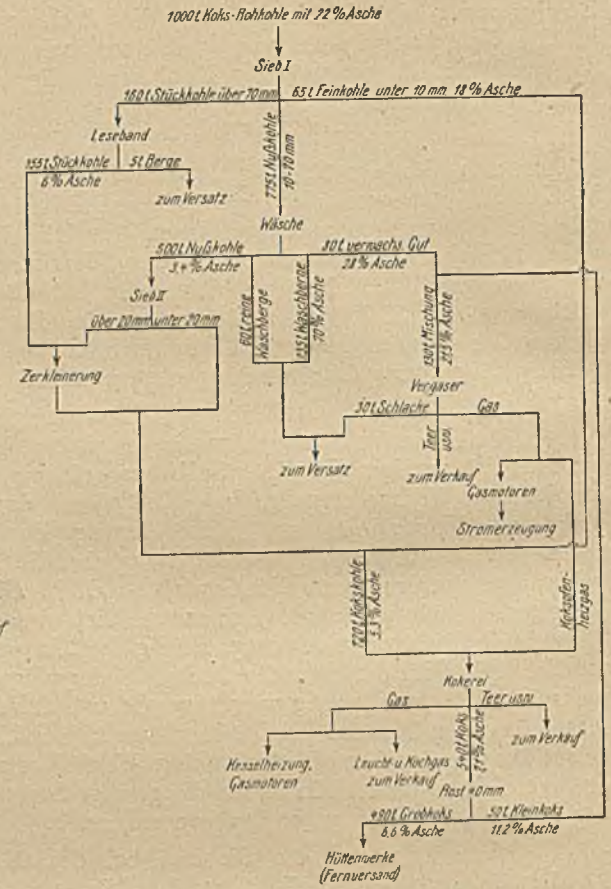 1000 t Koks-Rohkohle mit 22 % Asche
Sieb I
160 t Stückkohle über 70 mm
65 t Feinkohle unter 10 mm 18 % Asche
Leseband
775 t Nußkohle
10-70 mm
155 t Stückkohle
6 % Asche
5 t Berge
zum Versatz
Wäsche
500 t Nußkohle
3,4 % Asche
80 t verwachs. Gut
28 % Asche
Sieb II
über 20 mm unter 20 mm
60 t reine
Waschberge
135 t Waschberge
70 % Asche
130 t Mischung
21,5 % Asche
Zerkleinerung
Vergaser
30 t Schlacke
Gas
Teer
usw.
zum Versatz
zum Verkauf
Gasmotoren
Stromerzeugung
720 t Kokskohle
5,3 % Asche
Koksofen-
heizgas
Kokerei
Gas
Teer usw
540 t Koks
7,1 % Asche
zum Verkauf
Kesselheizung,
Gasmotoren
Leucht- u Kochgas
zum Verkauf
Rost 40 mm
490 t Grobkoks
6,6 % Asche
50 t Kleinkoks
11,2 % Asche
Hüttenwerke
(Fernversand)